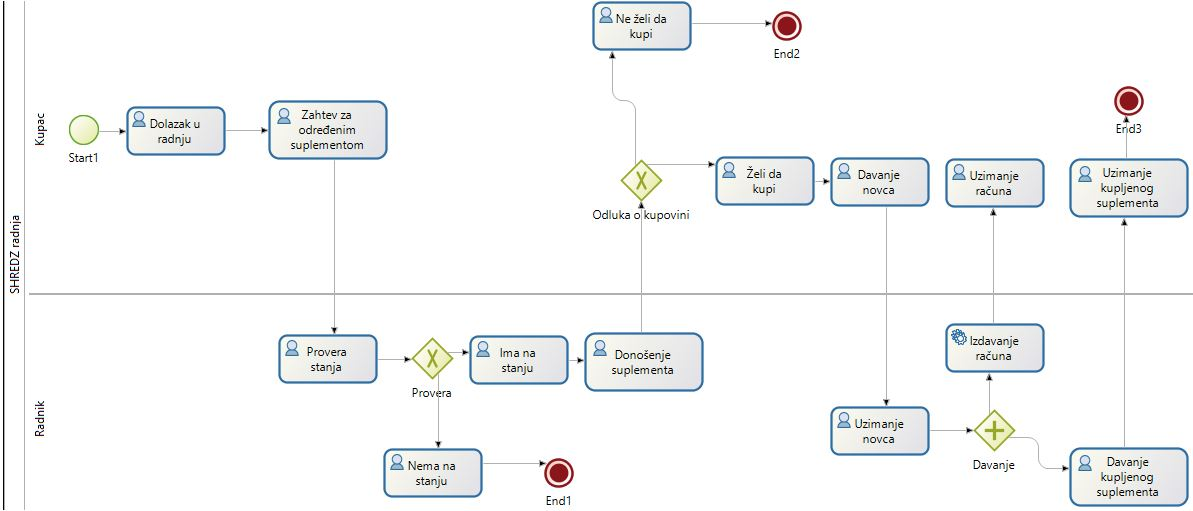 SHREDZ radnja
Kupac
Start1
Dolazak u
radnju
Zahtev za
određenim
suplementom
Ne želi da
kupi
End2
Odluka o kupovini
Želi da
kupi
Davanje
novca
Uzimanje
računa
Uzimanje
kupljenog
suplementa
End3
Radnik
Provera
stanja
Provera
Ima na
stanju
Donošenje
suplementa
Nema na
stanju
End1
Uzimanje
novca
Davanje
Izdavanje
računa
Davanje
kupljenog
suplementa